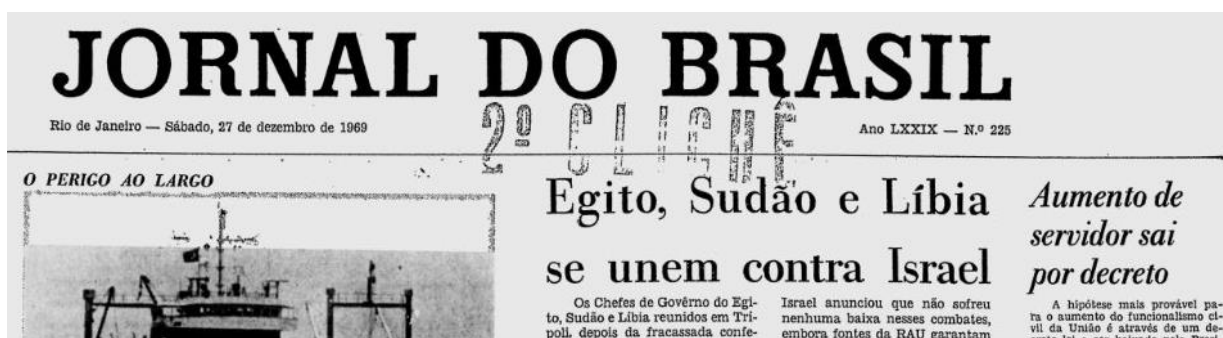 JORNAL DO BRASIL
2º CLICHÊ
Rio de Janeiro — Sábado, 27 de dezembro de 1969
Ano LXXIX — N.º 225
O PERIGO AO LARGO
Egito, Sudão e Líbia
se unem contra Israel
Os Chefes de Govêrno do Egi-
to, Sudão e Líbia reunidos em Trí-
poli, depois da fracassada confe-
Israel anunciou que não sofreu
nenhuma baixa nesses combates,
embora fontes da RAU garantam
Aumento de
servidor sai
por decreto
A hipótese mais provável pa-
ra o aumento do funcionalismo ci-
vil da União é através de um de-